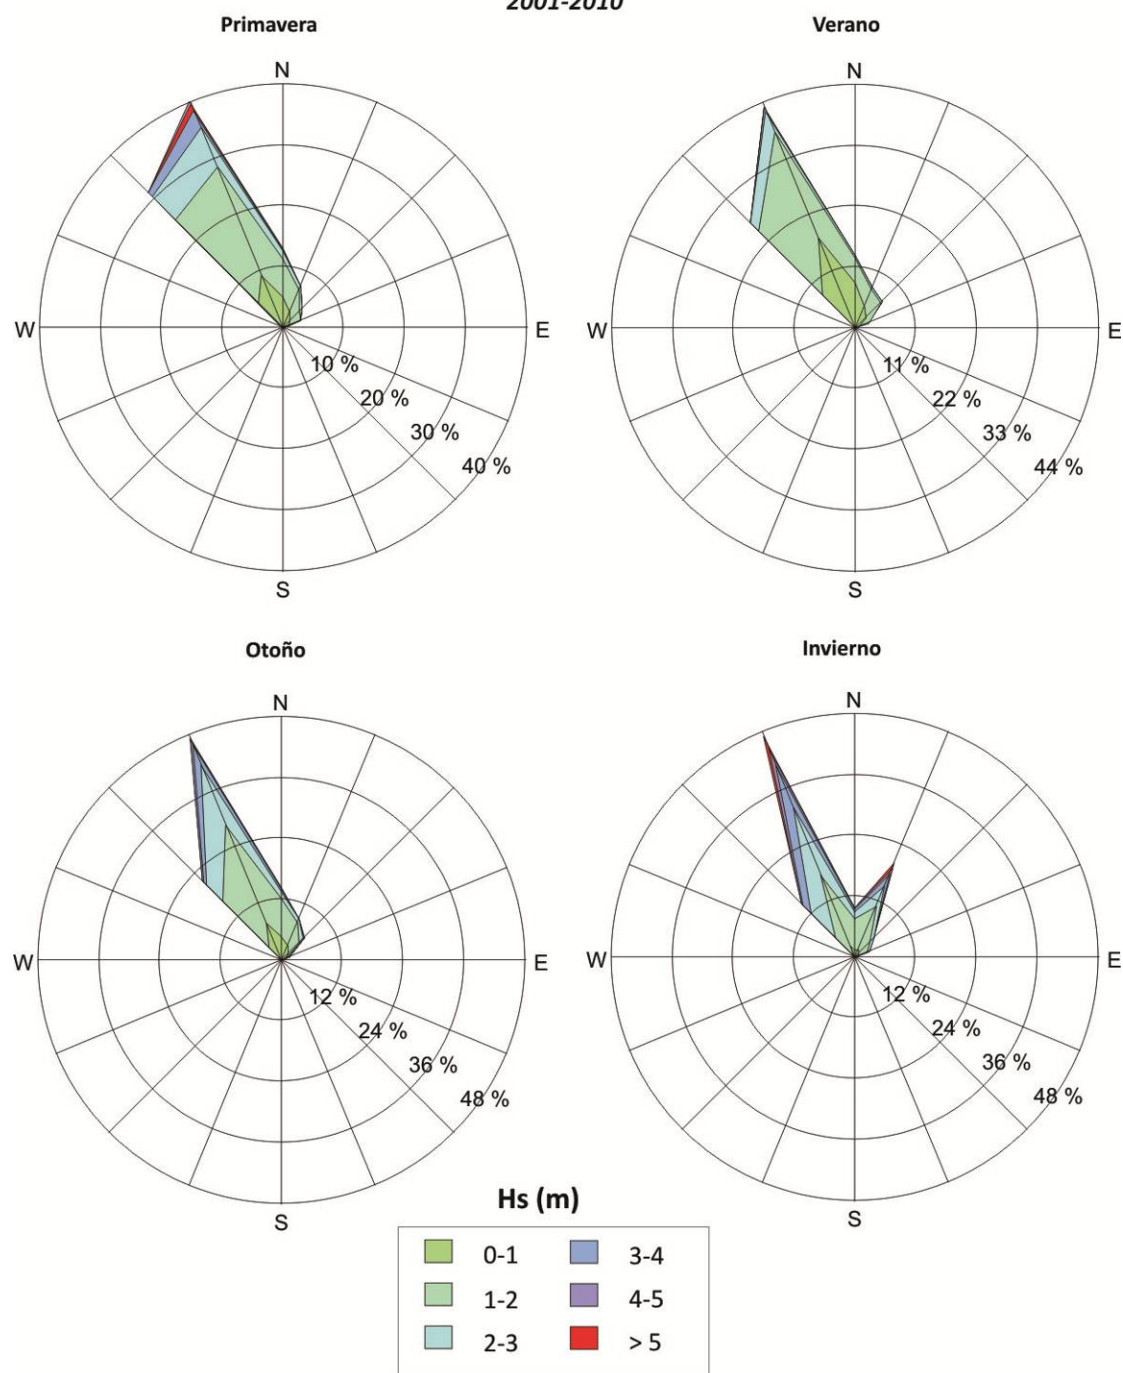 2001-2010
Primavera
Verano
N
N
W
E
W
E
10 %
20 %
30 %
40 %
11 %
22 %
33 %
44 %
S
S
Otoño
Invierno
N
N
W
E
W
E
12 %
24 %
36 %
48 %
12 %
24 %
36 %
48 %
S
S
Hs (m)
0-1
3-4
1-2
4-5
2-3
> 5